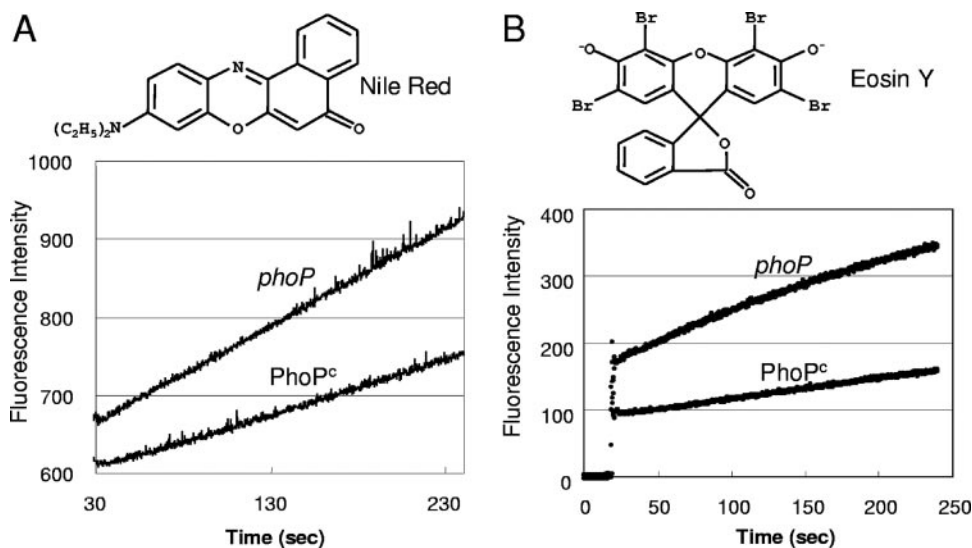 A
N
O
O
(C₂H₅)₂N
Nile Red
Fluorescence Intensity
1000
900
800
700
600
phoP
PhoPᶜ
30 130 230
Time (sec)
B
Br Br
⁻O O O⁻
Br Br
O
O
Eosin Y
Fluorescence Intensity
400
300
200
100
0
phoP
PhoPᶜ
0 50 100 150 200 250
Time (sec)